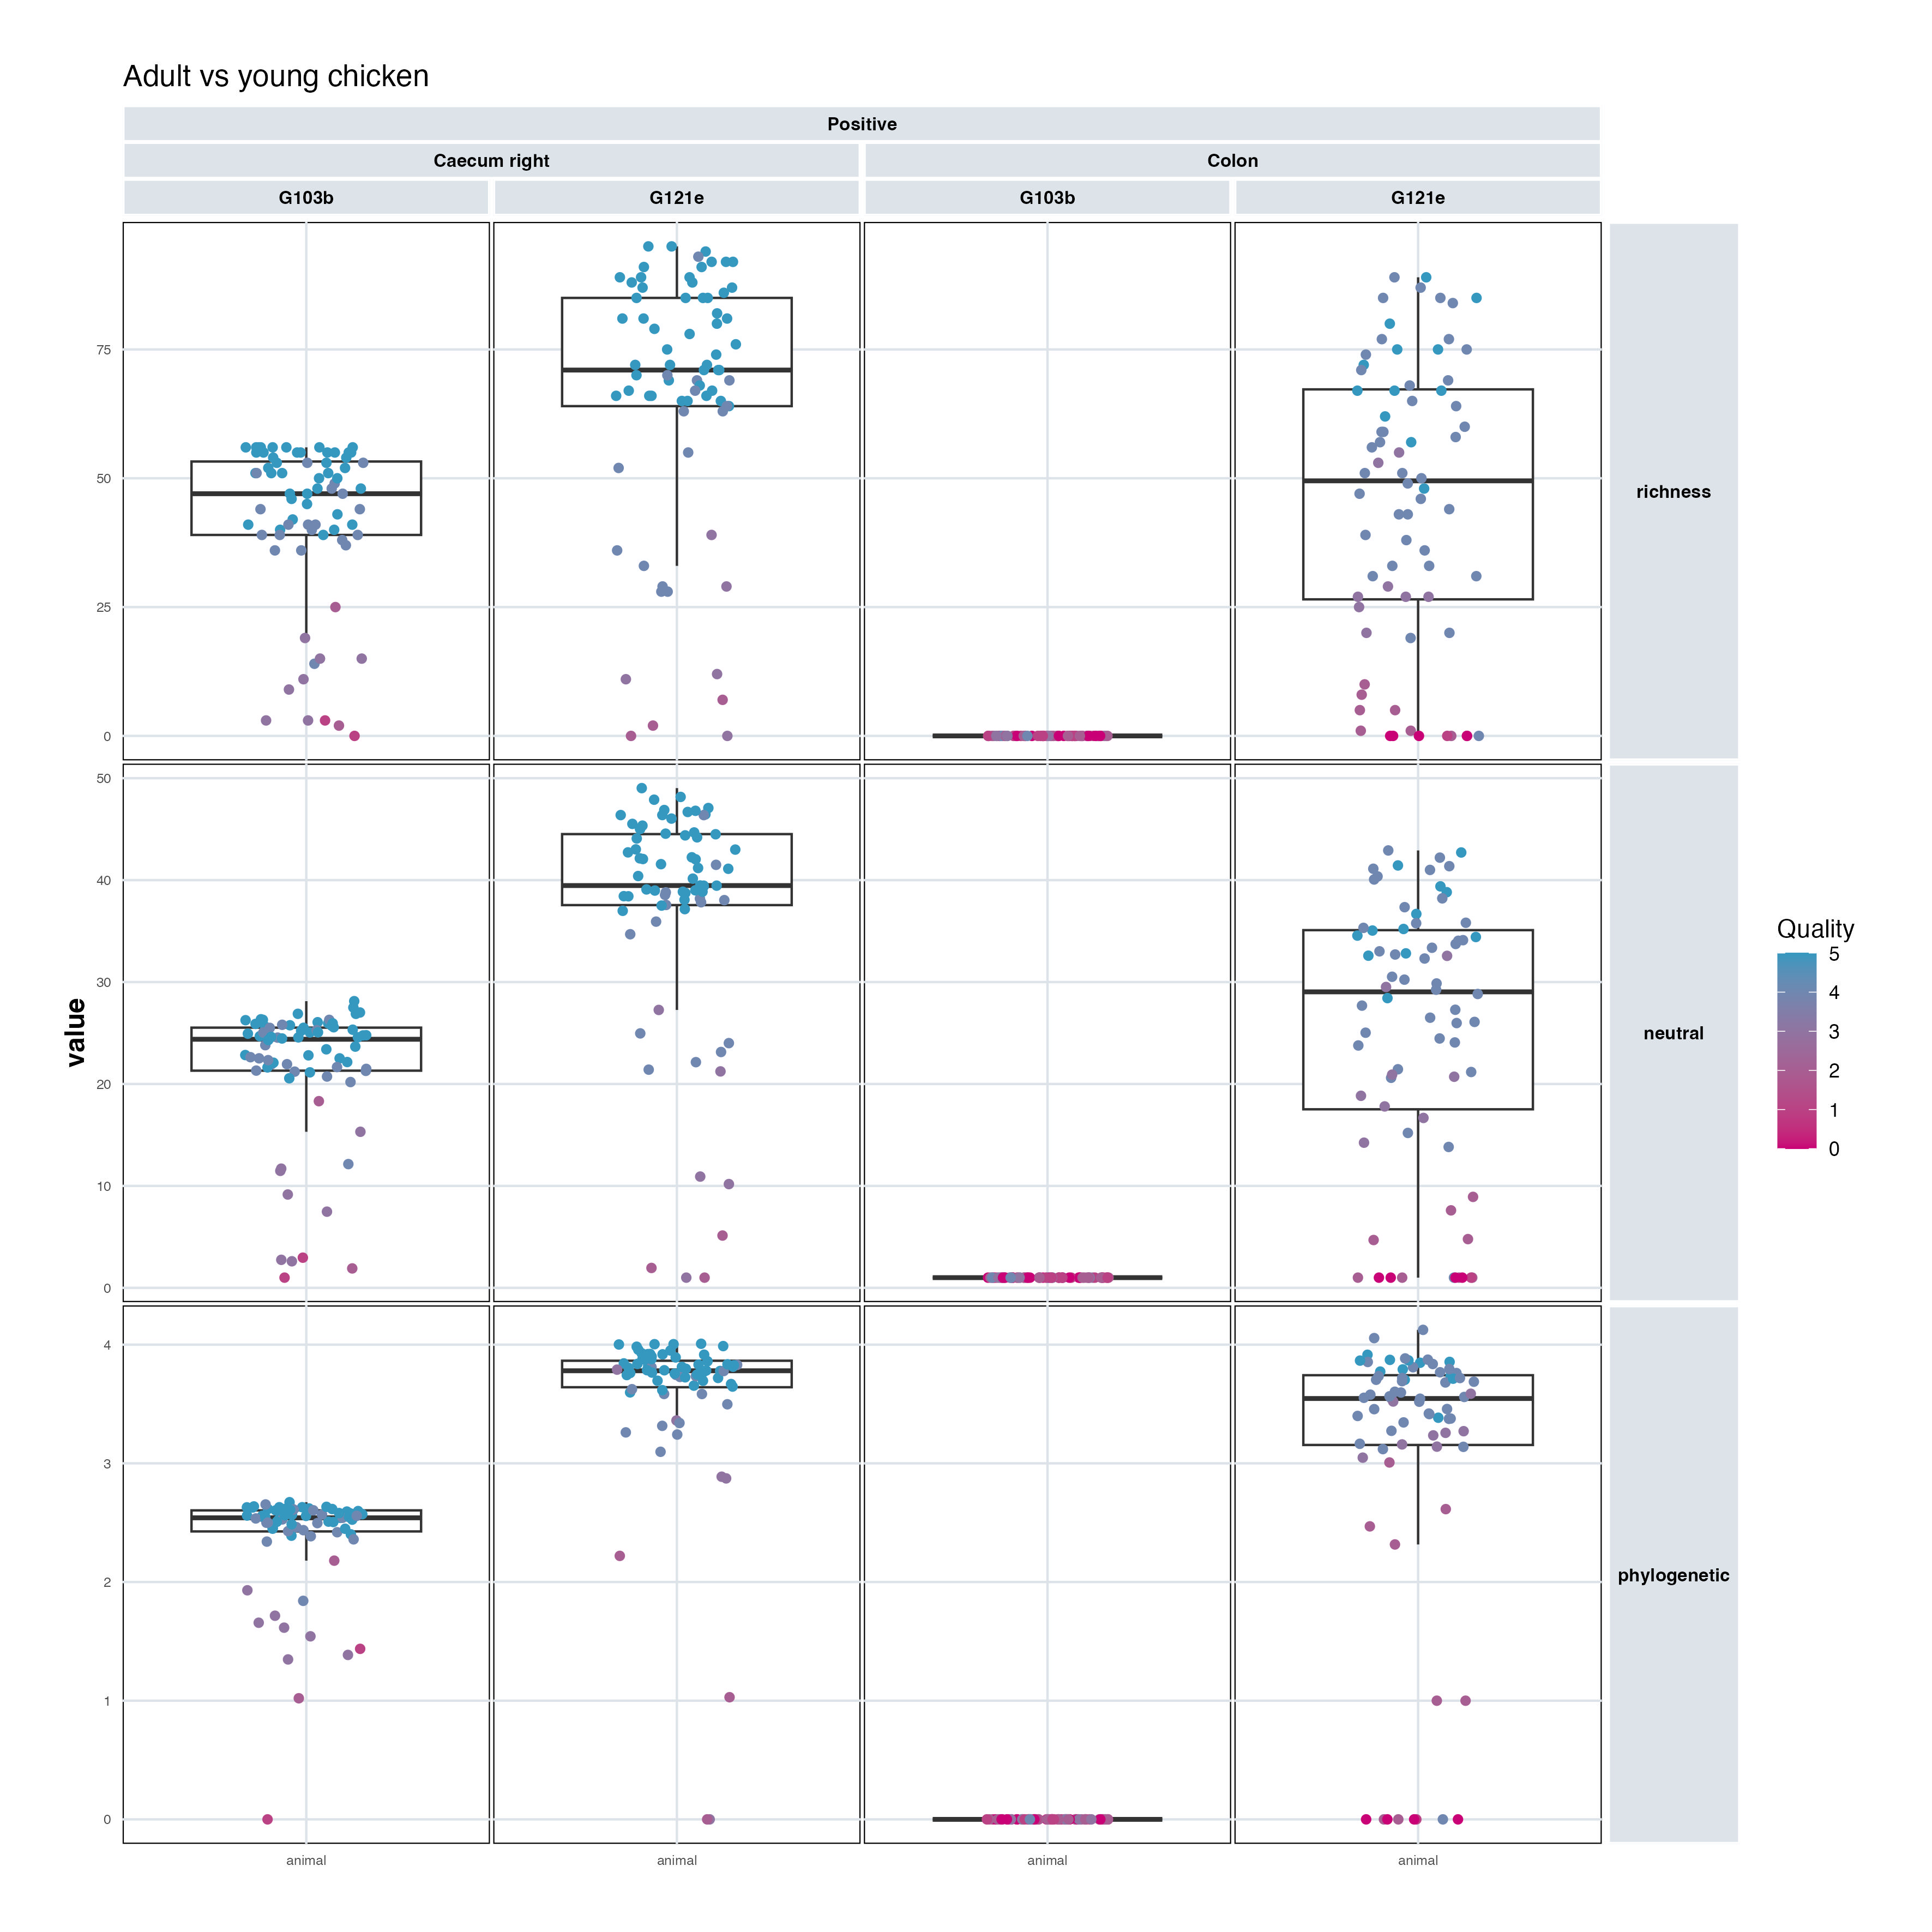 Adult vs young chicken
Positive
Caecum right
Colon
G103b
G121e
G103b
G121e
75
50
25
0
richness
50
40
30
20
10
0
neutral
value
4
3
2
1
0
phylogenetic
animal
animal
animal
animal
Quality
5
4
3
2
1
0